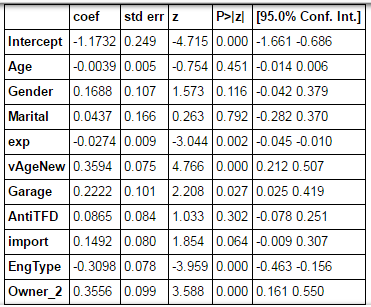 coef std err z P>|z| [95.0% Conf. Int.]
Intercept -1.1732 0.249 -4.715 0.000 -1.661 -0.686
Age -0.0039 0.005 -0.754 0.451 -0.014 0.006
Gender 0.1688 0.107 1.573 0.116 -0.042 0.379
Marital 0.0437 0.166 0.263 0.792 -0.282 0.370
exp -0.0274 0.009 -3.044 0.002 -0.045 -0.010
vAgeNew 0.3594 0.075 4.766 0.000 0.212 0.507
Garage 0.2222 0.101 2.208 0.027 0.025 0.419
AntiTFD 0.0865 0.084 1.033 0.302 -0.078 0.251
import 0.1492 0.080 1.854 0.064 -0.009 0.307
EngType -0.3098 0.078 -3.959 0.000 -0.463 -0.156
Owner_2 0.3556 0.099 3.588 0.000 0.161 0.550